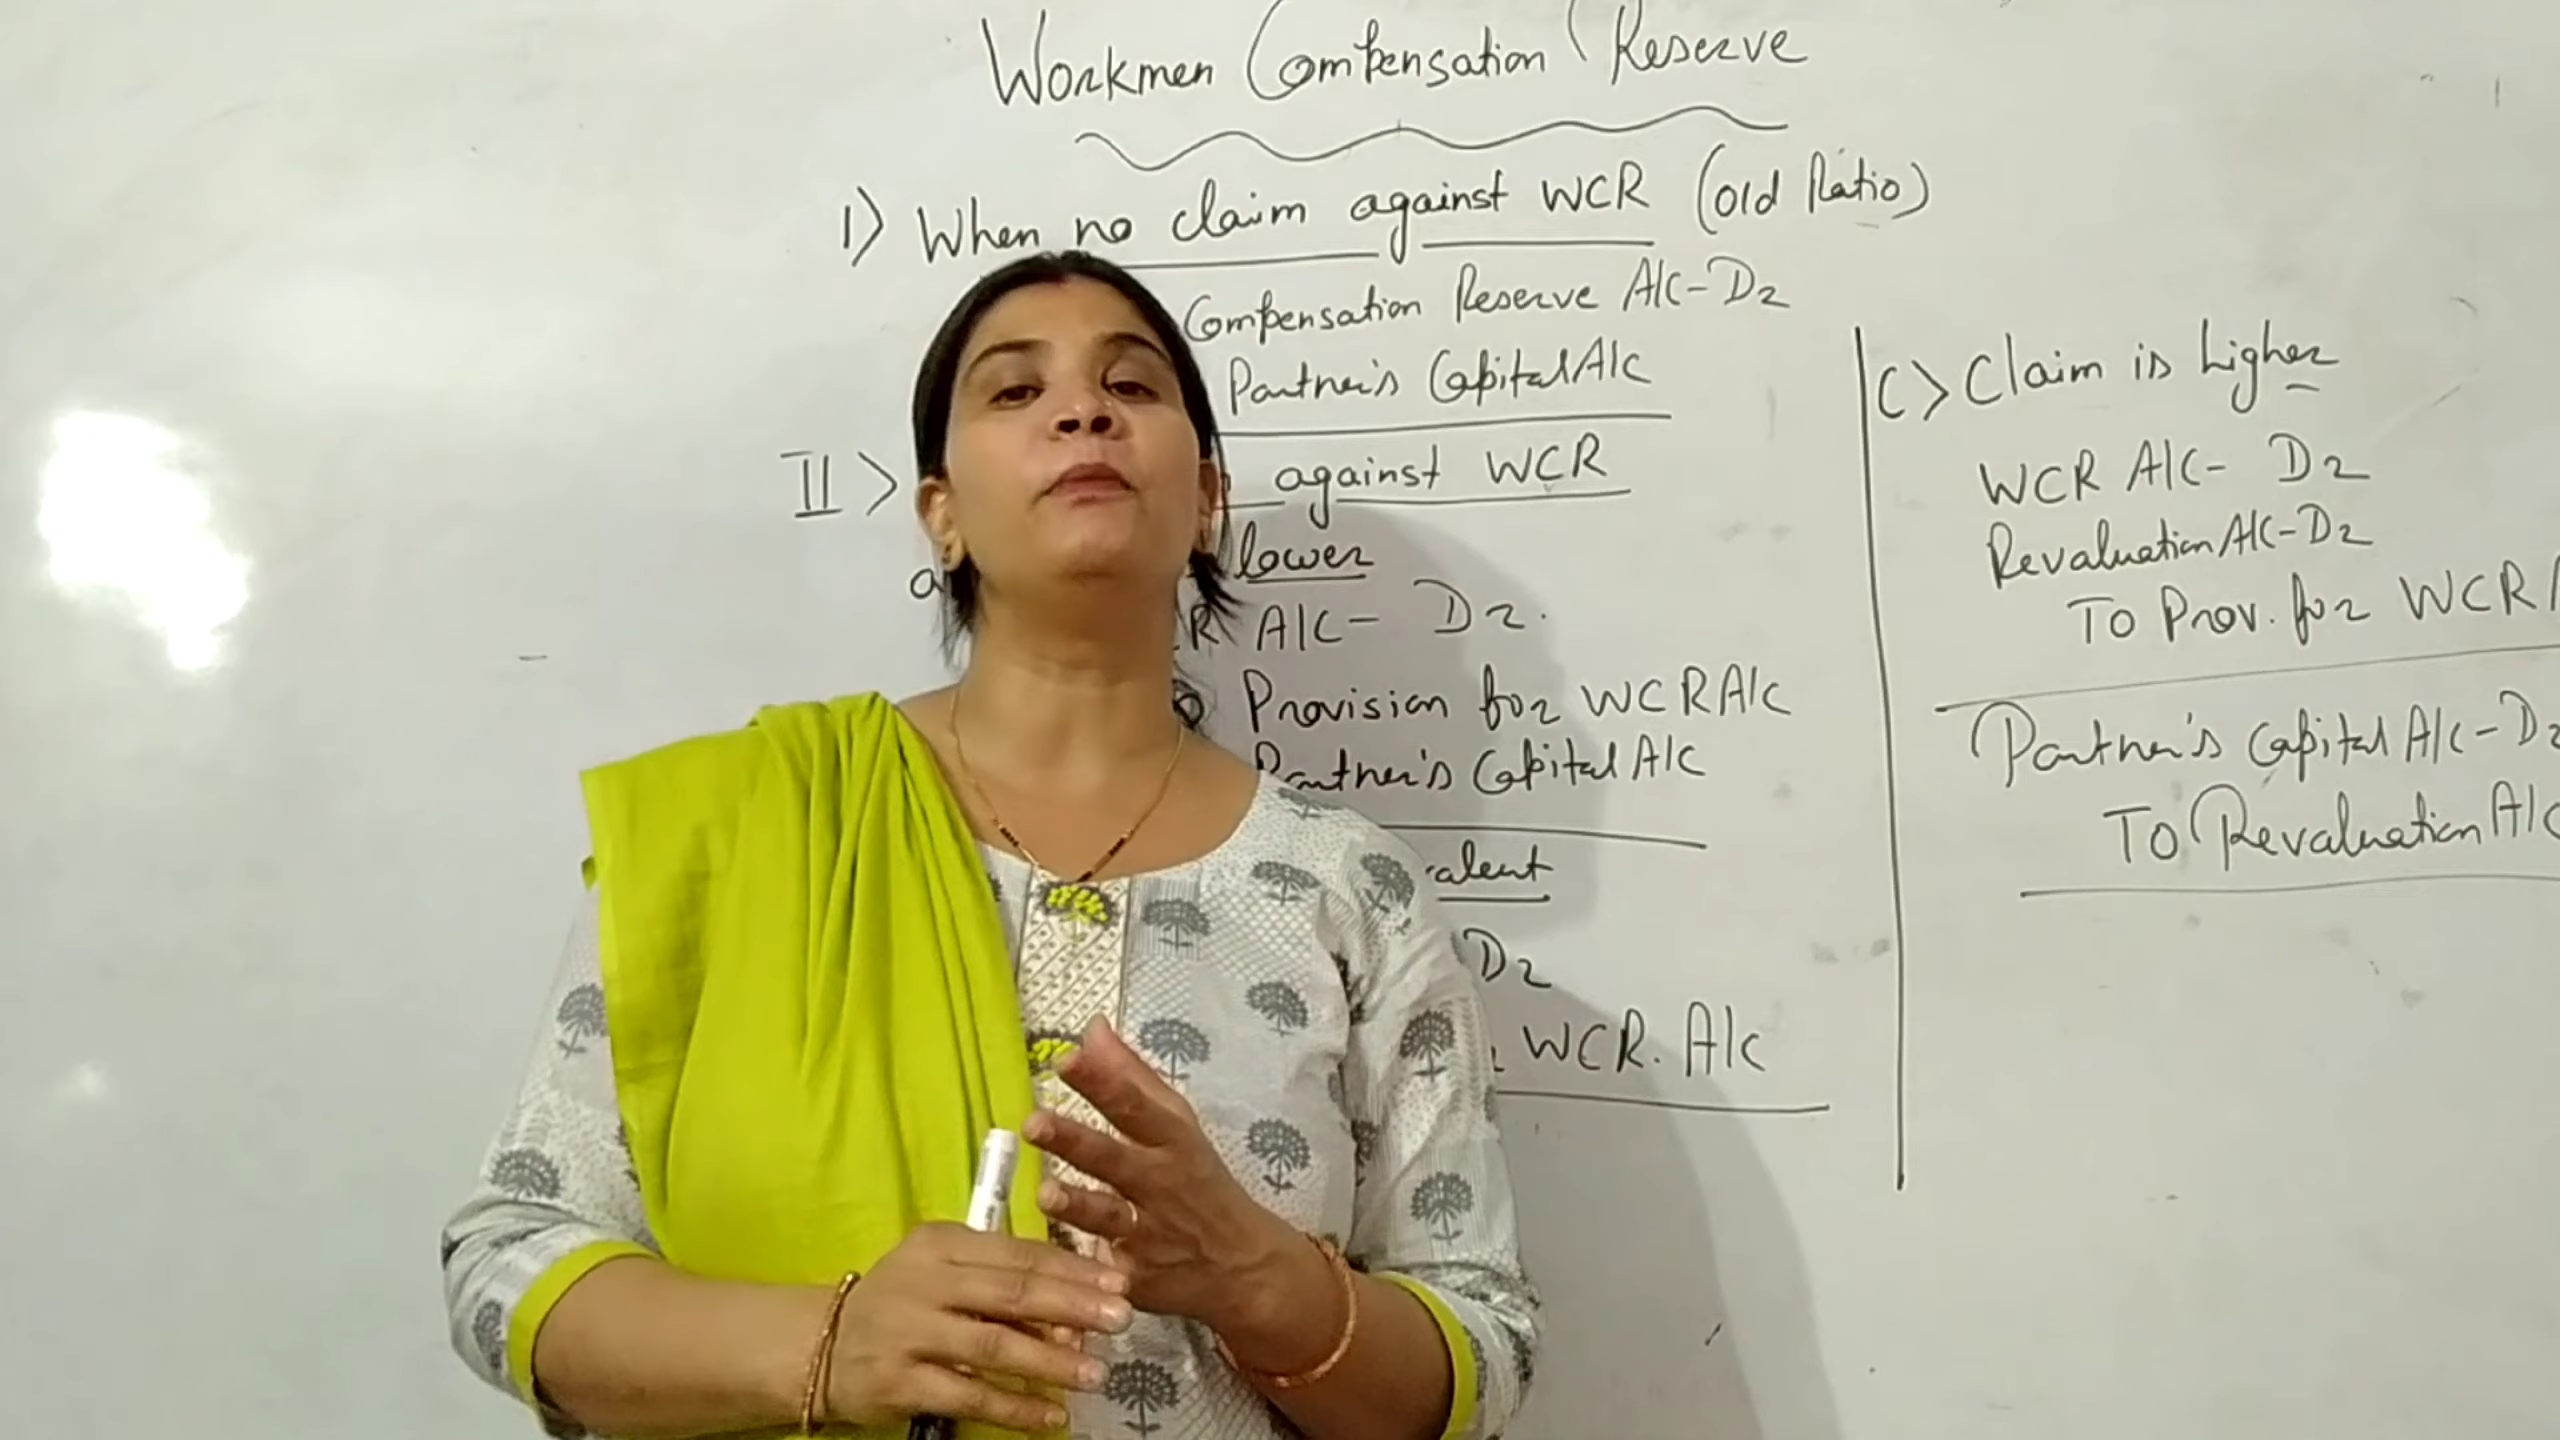 Workmen Compensation Reserve
I) When no claim against WCR (old Ratio)
Compensation Reserve A/c-Dr
Partner's Capital A/c
II) against WCR
a lower
R A/c- Dr.
Provision for WCR A/c
Partner's Capital A/c
alent
Dr
WCR. A/c
C) Claim is higher
WCR A/c- Dr
Revaluation A/c-Dr
To Prov. for WCR
Partner's Capital A/c-Dr
To Revaluation A/c